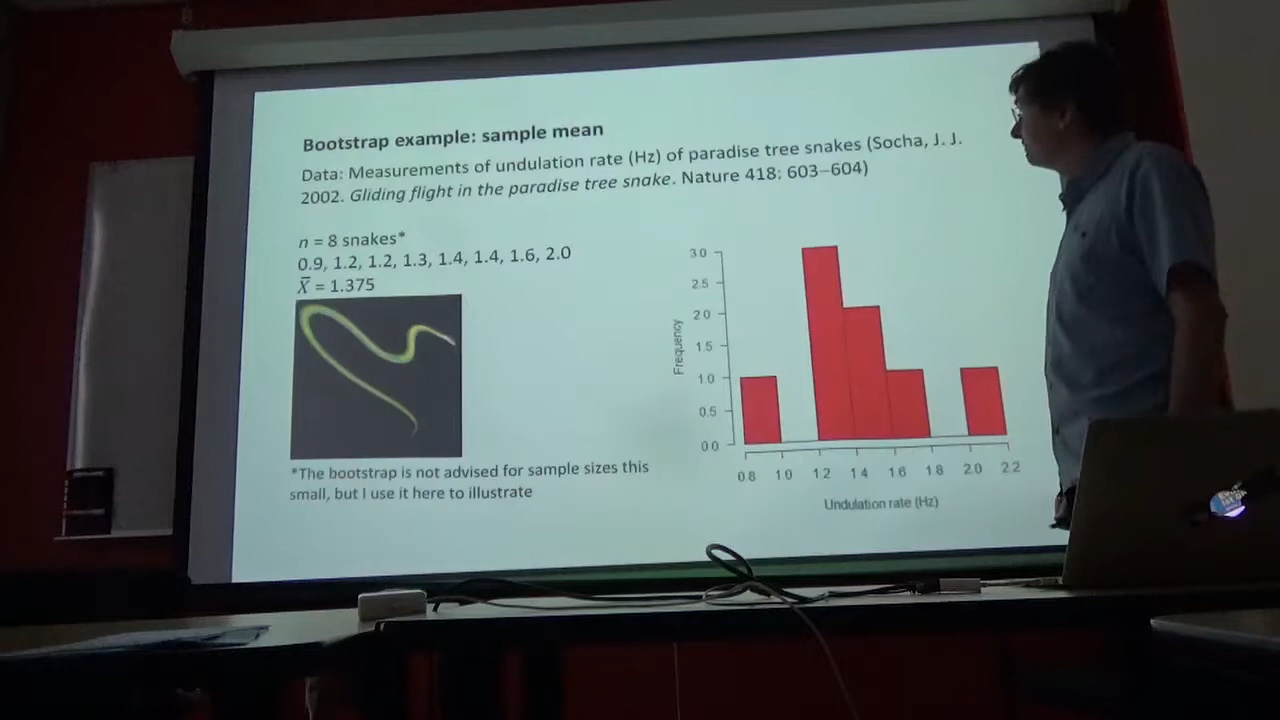 Bootstrap example: sample mean
Data: Measurements of undulation rate (Hz) of paradise tree snakes (Socha, J. J.
2002. Gliding flight in the paradise tree snake. Nature 418: 603–604)
n = 8 snakes*
0.9, 1.2, 1.2, 1.3, 1.4, 1.4, 1.6, 2.0
X̅ = 1.375
*The bootstrap is not advised for sample sizes this
small, but I use it here to illustrate
Frequency
3.0
2.5
2.0
1.5
1.0
0.5
0.0
0.8 1.0 1.2 1.4 1.6 1.8 2.0 2.2
Undulation rate (Hz)